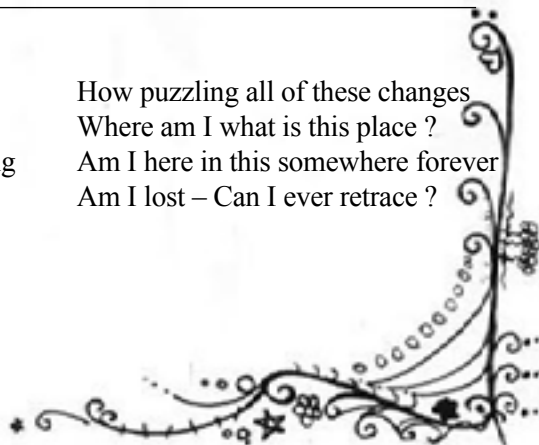 How puzzling all of these changes
Where am I what is this place ?
ng Am I here in this somewhere forever
Am I lost – Can I ever retrace ?